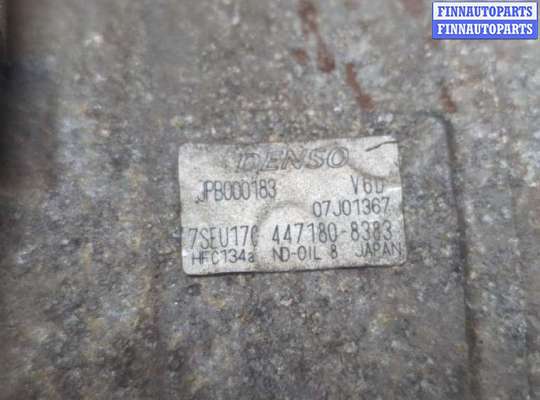 FINNAUTOPARTS
FINNAUTOPARTS
DENSO
JPB000183 V6D
07J01367
7SEU17C 447180-8383
HFC134a ND-OIL 8 JAPAN